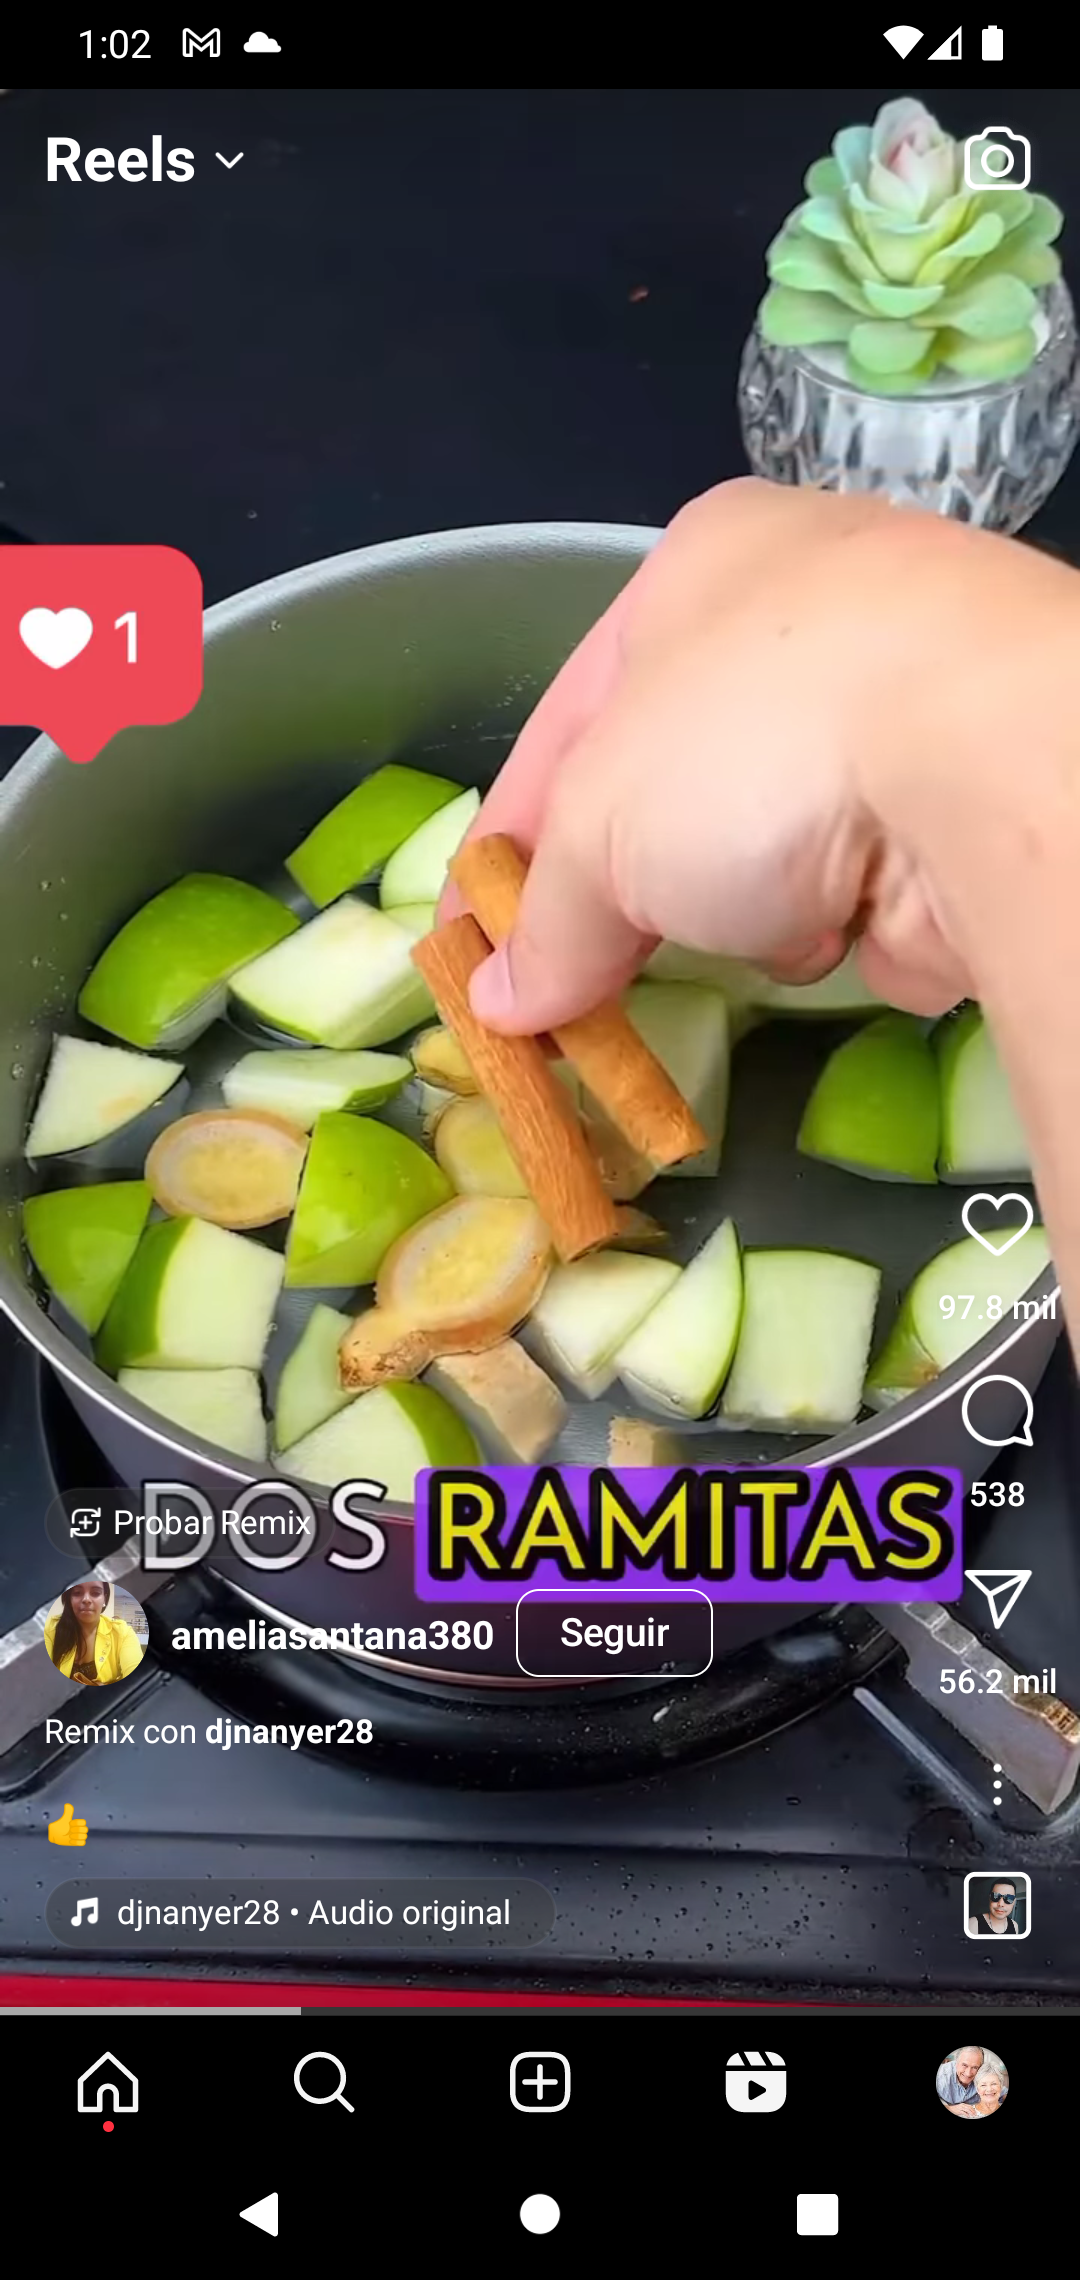 1:02
Reels
1
97.8 mil
538
DOS RAMITAS
Probar Remix
ameliasantana380 Seguir
56.2 mil
Remix con djnanyer28
👍
djnanyer28 • Audio original